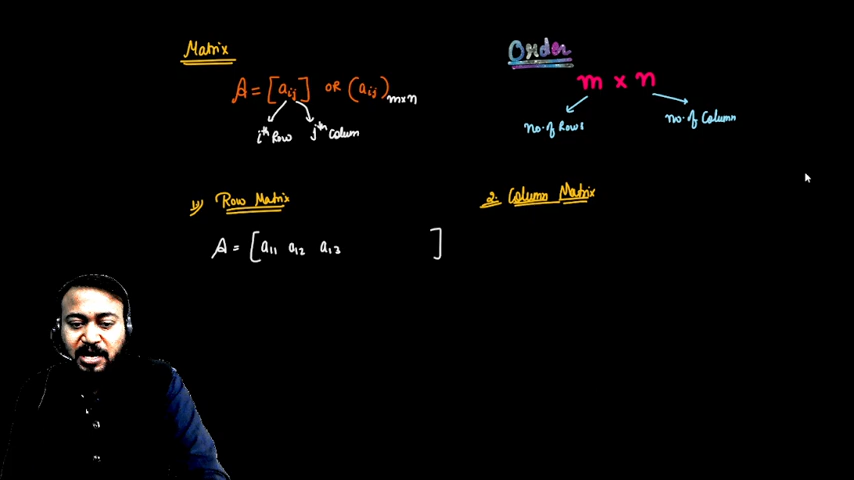 Matrix
A = [aij] OR (aij)m×n
ith Row jth Column
Order
m × n
no. of Rows
no. of Column
1) Row Matrix
A = [a11 a12 a13 ]
2. Column Matrix